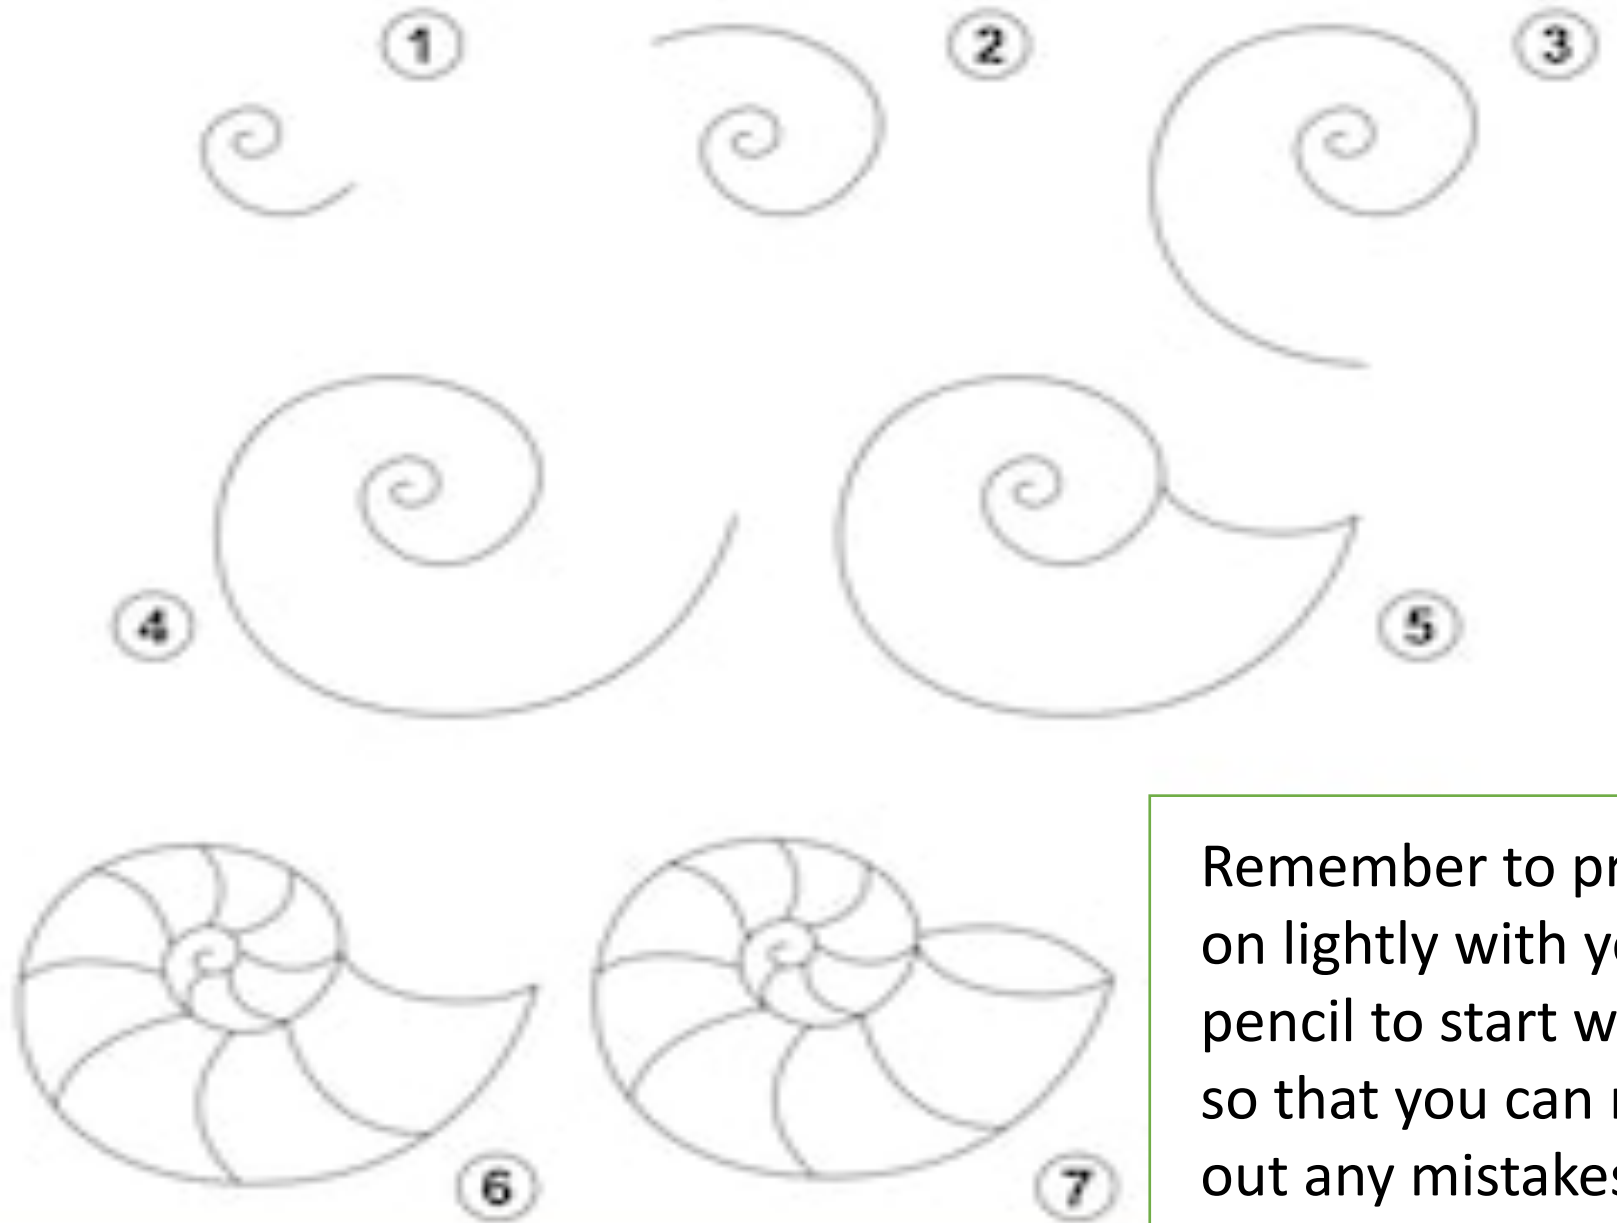 1
2
3
4
5
6
7
Remember to
on lightly with
pencil to start
so that you can
out any mistakes